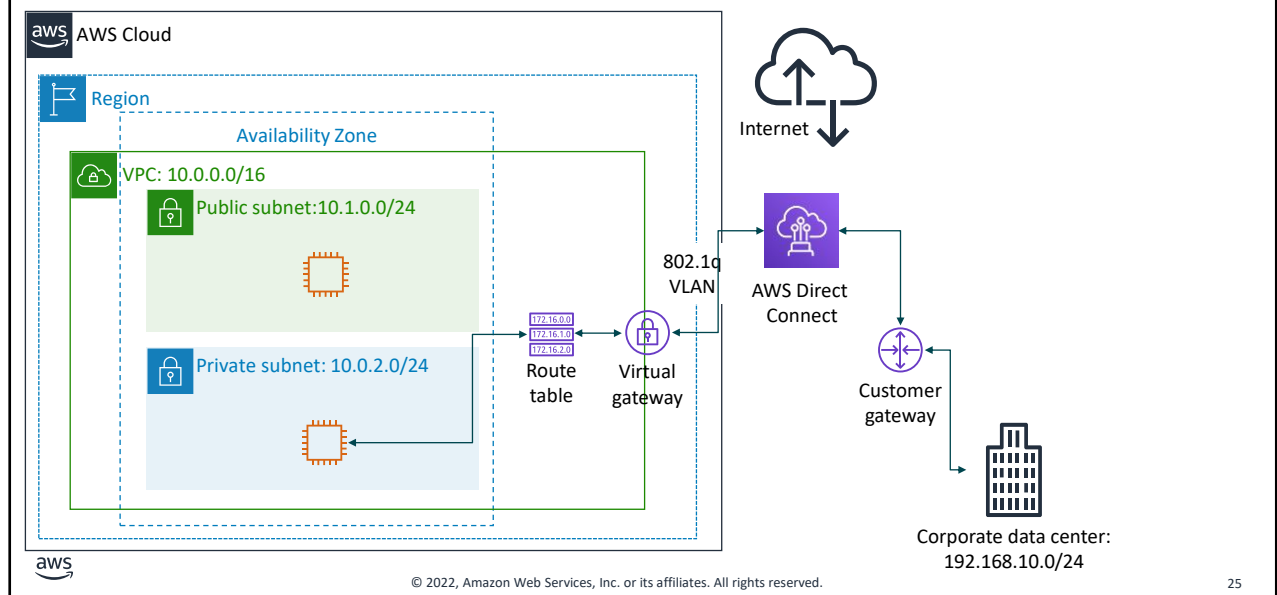 aws AWS Cloud
Region
Availability Zone
VPC: 10.0.0.0/16
Public subnet:10.1.0.0/24
Private subnet: 10.0.2.0/24
172.16.0.0
172.16.1.0
172.16.2.0
Route
table
Virtual
gateway
802.1q
VLAN
Internet
AWS Direct
Connect
Customer
gateway
Corporate data center:
192.168.10.0/24
aws
© 2022, Amazon Web Services, Inc. or its affiliates. All rights reserved.
25